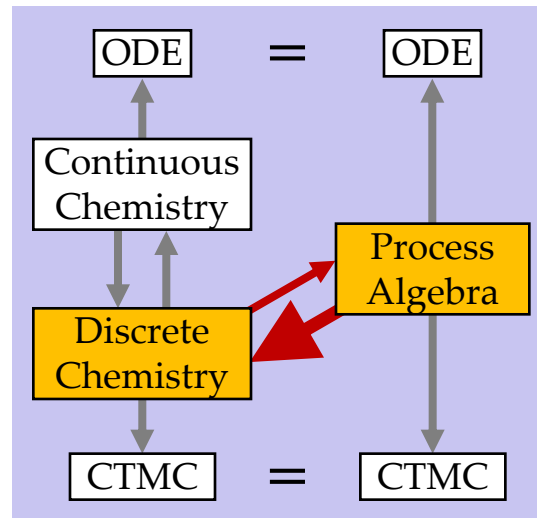 ODE = ODE
Continuous
Chemistry
Process
Algebra
Discrete
Chemistry
CTMC = CTMC